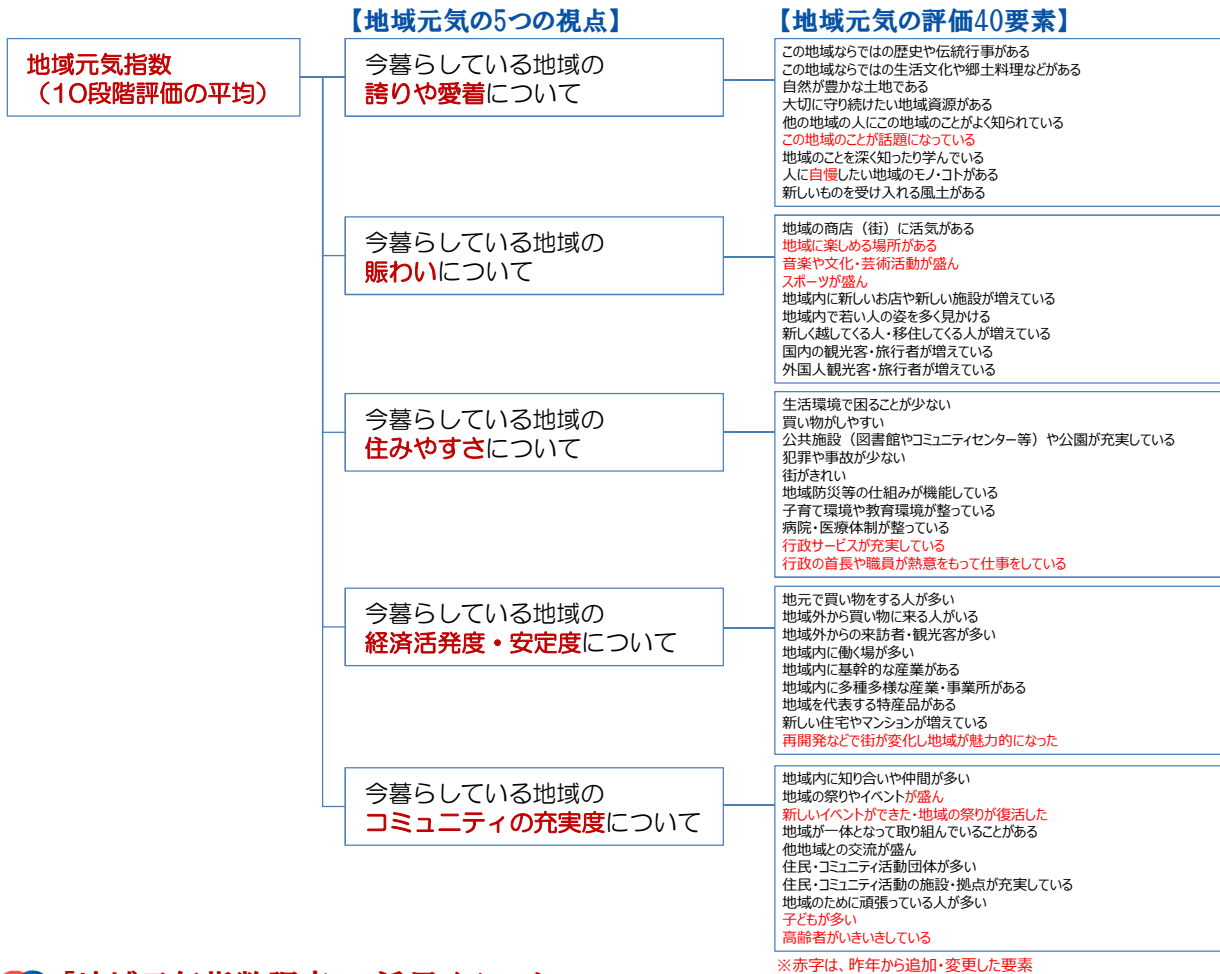 【地域元気の5つの視点】
【地域元気の評価40要素】
地域元気指数
(10段階評価の平均)
今暮らしている地域の
誇りや愛着について
この地域ならではの歴史や伝統行事がある
この地域ならではの生活文化や郷土料理などがある
自然が豊かな土地である
大切に守り続けたい地域資源がある
他の地域の人にこの地域のことがよく知られている
この地域のことが話題になっている
地域のことを深く知ったり学んでいる
人に自慢したい地域のモノ・コトがある
新しいものを受け入れる風土がある
今暮らしている地域の
賑わいについて
地域の商店(街)に活気がある
地域に楽しめる場所がある
音楽や文化・芸術活動が盛ん
スポーツが盛ん
地域内に新しいお店や新しい施設が増えている
地域内で若い人の姿を多く見かける
新しく越してくる人・移住してくる人が増えている
国内の観光客・旅行者が増えている
外国人観光客・旅行者が増えている
今暮らしている地域の
住みやすさについて
生活環境で困ることが少ない
買い物がしやすい
公共施設(図書館やコミュニティセンター等)や公園が充実している
犯罪や事故が少ない
街がきれい
地域防災等の仕組みが機能している
子育て環境や教育環境が整っている
病院・医療体制が整っている
行政サービスが充実している
行政の首長や職員が熱意をもって仕事をしている
今暮らしている地域の
経済活発度・安定度について
地元で買い物をする人が多い
地域外から買い物に来る人がいる
地域外からの来訪者・観光客が多い
地域内に働く場が多い
地域内に基幹的な産業がある
地域内に多種多様な産業・事業所がある
地域を代表する特産品がある
新しい住宅やマンションが増えている
再開発などで街が変化し地域が魅力的になった
今暮らしている地域の
コミュニティの充実度について
地域内に知り合いや仲間が多い
地域の祭りやイベントが盛ん
新しいイベントができた・地域の祭りが復活した
地域が一体となって取り組んでいることがある
他地域との交流が盛ん
住民・コミュニティ活動団体が多い
住民・コミュニティ活動の施設・拠点が充実している
地域のために頑張っている人が多い
子どもが多い
高齢者がいきいきしている
※赤字は、昨年から追加・変更した要素